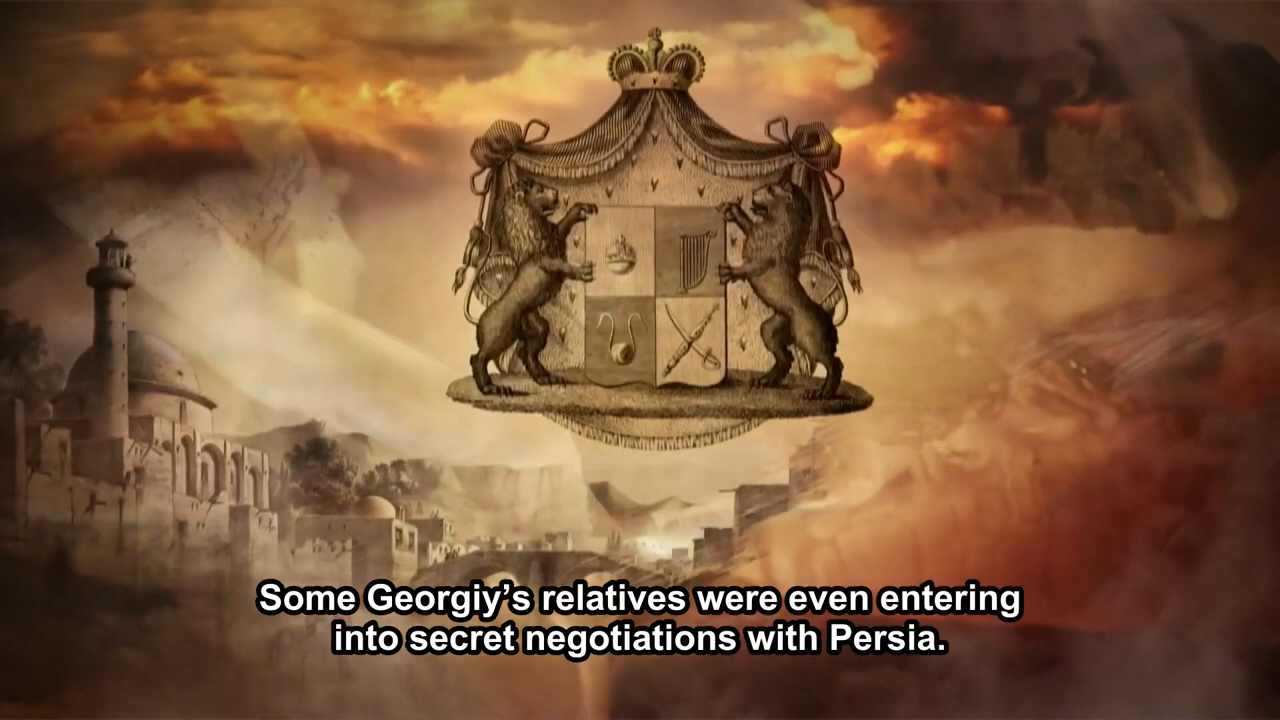 Some Georgiy’s relatives were even entering
into secret negotiations with Persia.